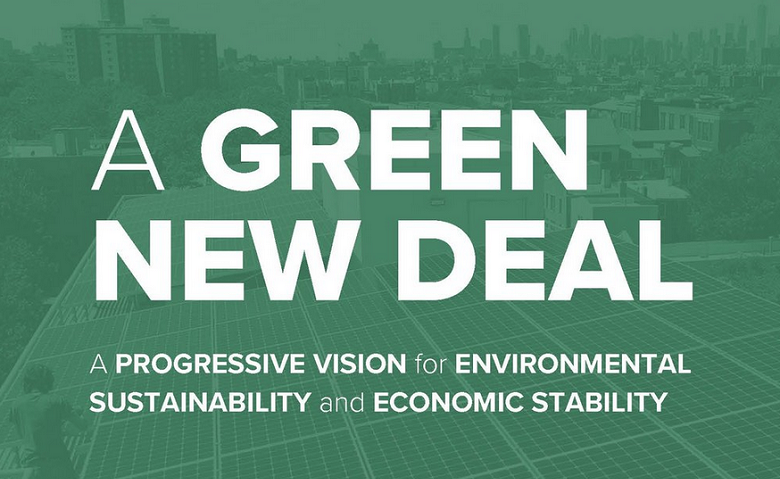 A GREEN
NEW DEAL
A PROGRESSIVE VISION for ENVIRONMENTAL
SUSTAINABILITY and ECONOMIC STABILITY